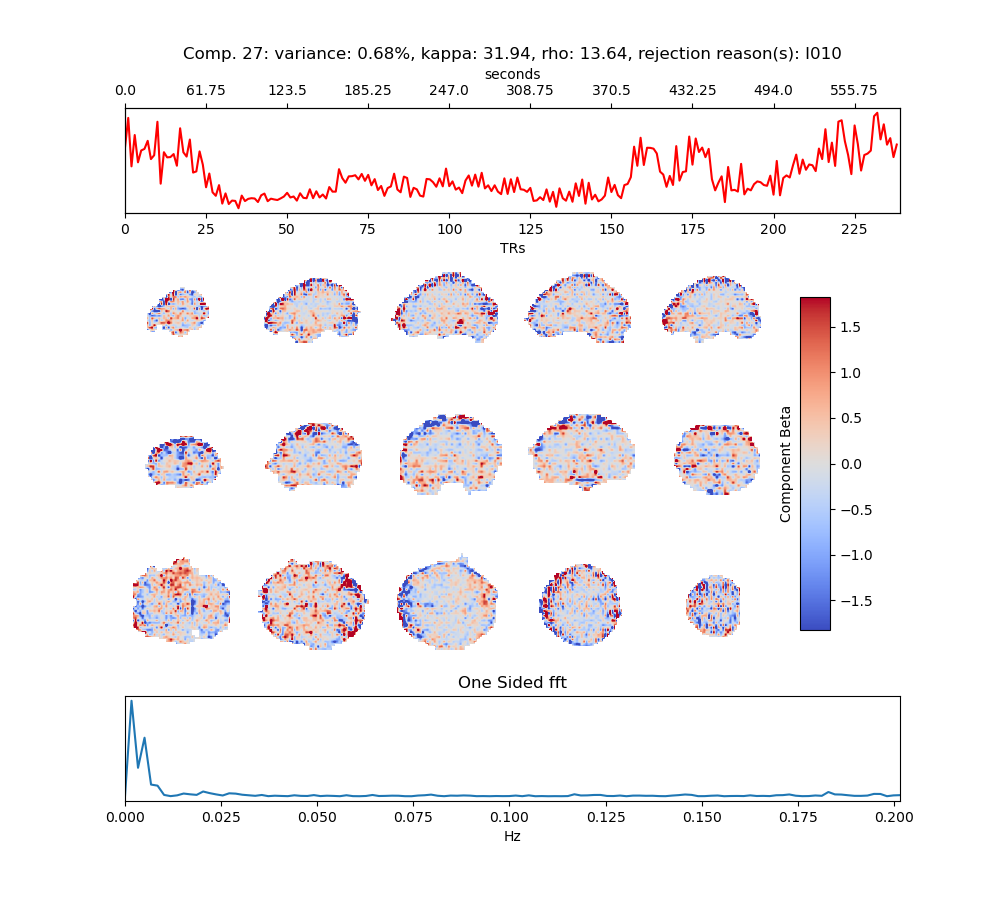 Comp. 27: variance: 0.68%, kappa: 31.94, rho: 13.64, rejection reason(s): I010
seconds
0.0 61.75 123.5 185.25 247.0 308.75 370.5 432.25 494.0 555.75
0 25 50 75 100 125 150 175 200 225
TRs
1.5
1.0
0.5
0.0
−0.5
−1.0
−1.5
Component Beta
One Sided fft
0.000 0.025 0.050 0.075 0.100 0.125 0.150 0.175 0.200
Hz